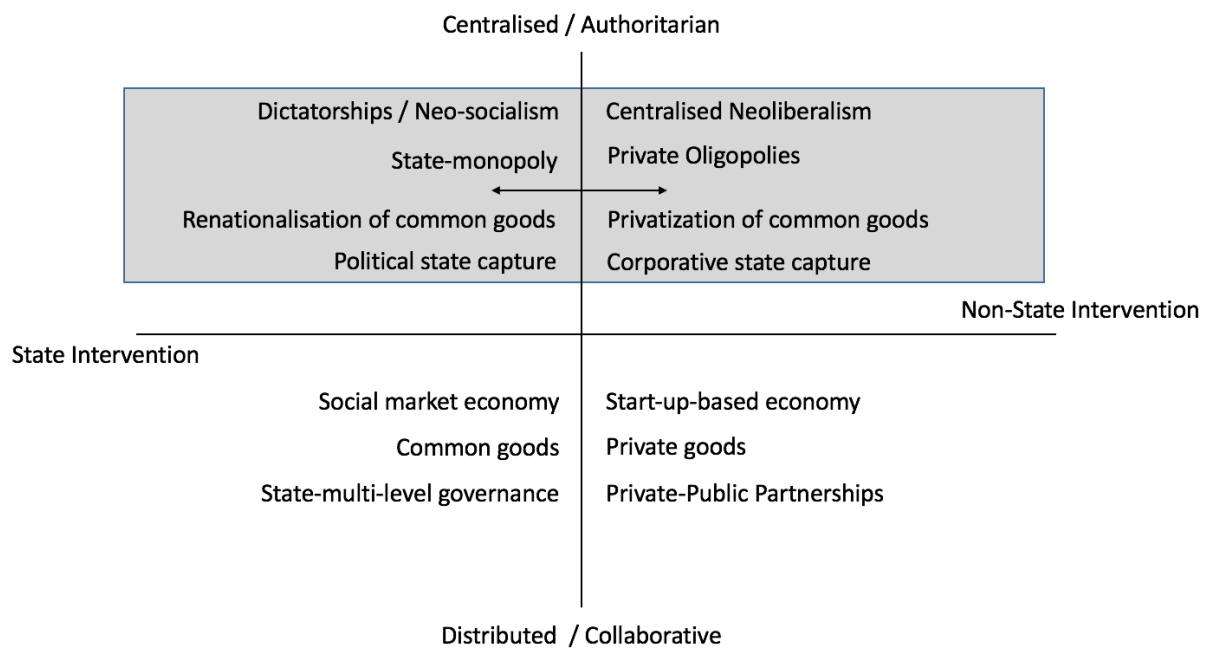 Centralised / Authoritarian
Dictatorships / Neo-socialism
Centralised Neoliberalism
State-monopoly
Private Oligopolies
Renationalisation of common goods
Privatization of common goods
Political state capture
Corporative state capture
Non-State Intervention
State Intervention
Social market economy
Start-up-based economy
Common goods
Private goods
State-multi-level governance
Private-Public Partnerships
Distributed / Collaborative